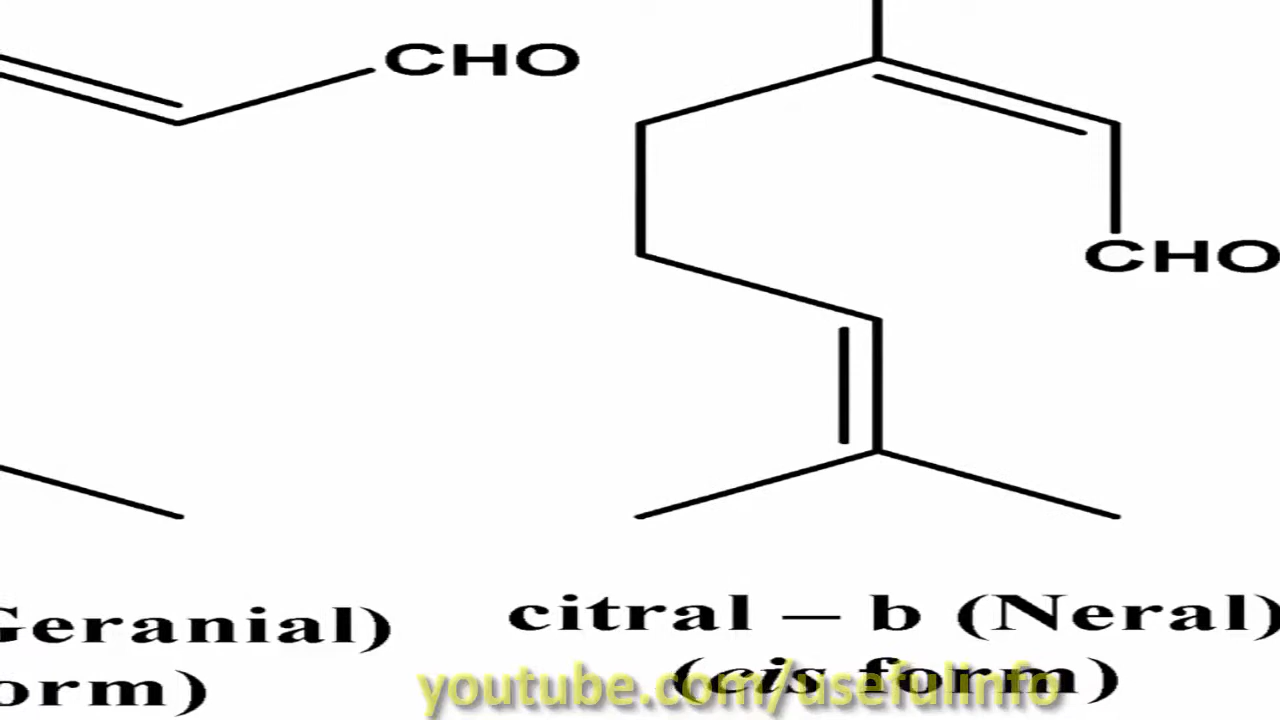 CHO
CHO
Geranial) citral – b (Neral)
orm) (cis form)
youtube.com/usefulinfo